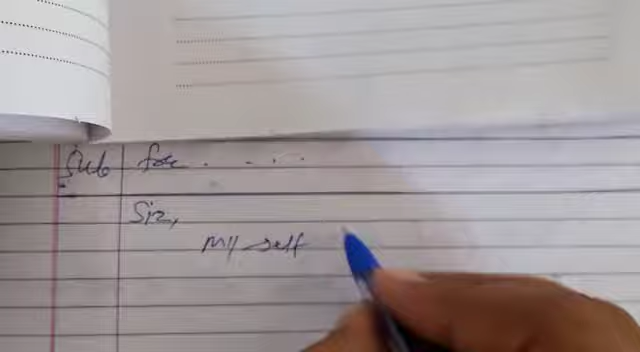 Sub for . . . . .
Sir,
My self